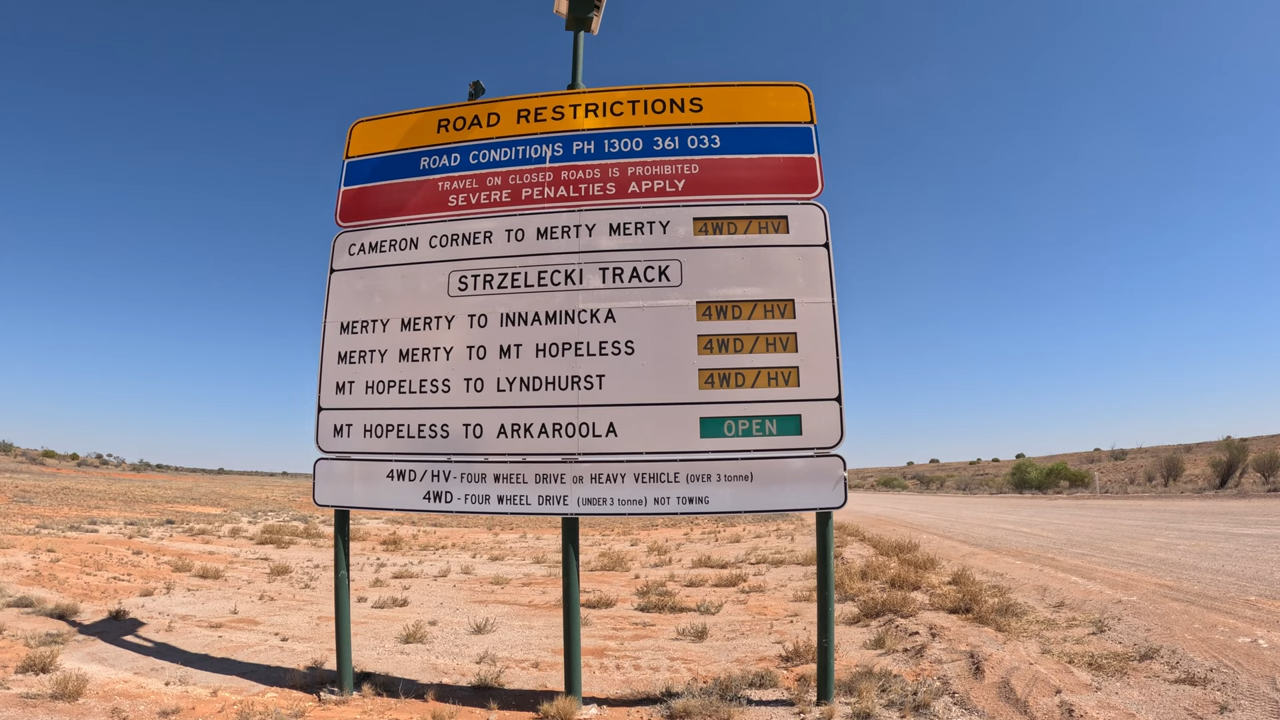 ROAD RESTRICTIONS
ROAD CONDITIONS PH 1300 361 033
TRAVEL ON CLOSED ROADS IS PROHIBITED
SEVERE PENALTIES APPLY
CAMERON CORNER TO MERTY MERTY 4WD/HV
STRZELECKI TRACK
MERTY MERTY TO INNAMINCKA 4WD/HV
MERTY MERTY TO MT HOPELESS 4WD/HV
MT HOPELESS TO LYNDHURST 4WD/HV
MT HOPELESS TO ARKAROOLA OPEN
4WD/HV - FOUR WHEEL DRIVE OR HEAVY VEHICLE (OVER 3 tonne)
4WD - FOUR WHEEL DRIVE (UNDER 3 tonne) NOT TOWING